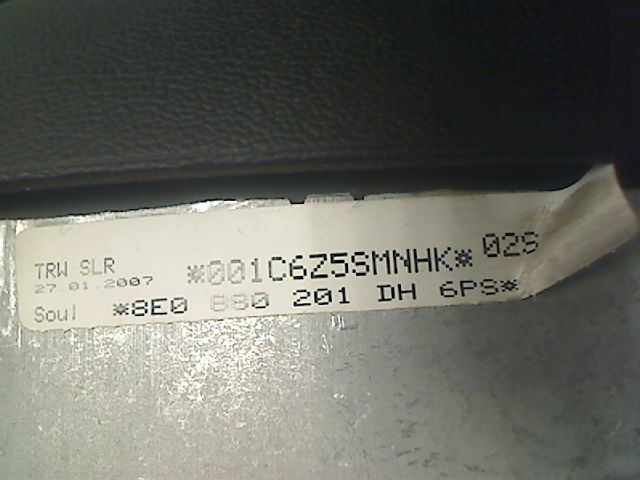 TRW SLR *001C6Z5SMNHK* 02S
27.01.2007
Soul *8E0 880 201 DH 6PS*